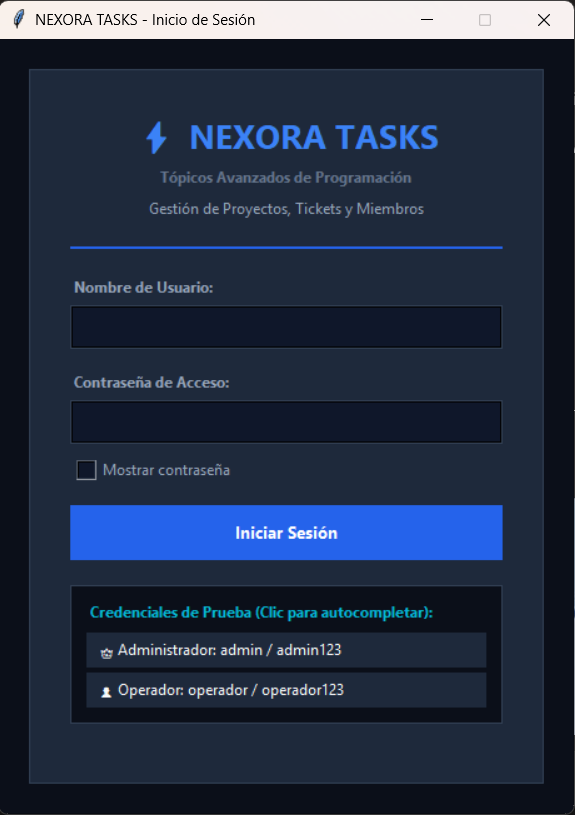 NEXORA TASKS - Inicio de Sesión
NEXORA TASKS
Tópicos Avanzados de Programación
Gestión de Proyectos, Tickets y Miembros
Nombre de Usuario:
Contraseña de Acceso:
Mostrar contraseña
Iniciar Sesión
Credenciales de Prueba (Clic para autocompletar):
Administrador: admin / admin123
Operador: operador / operador123